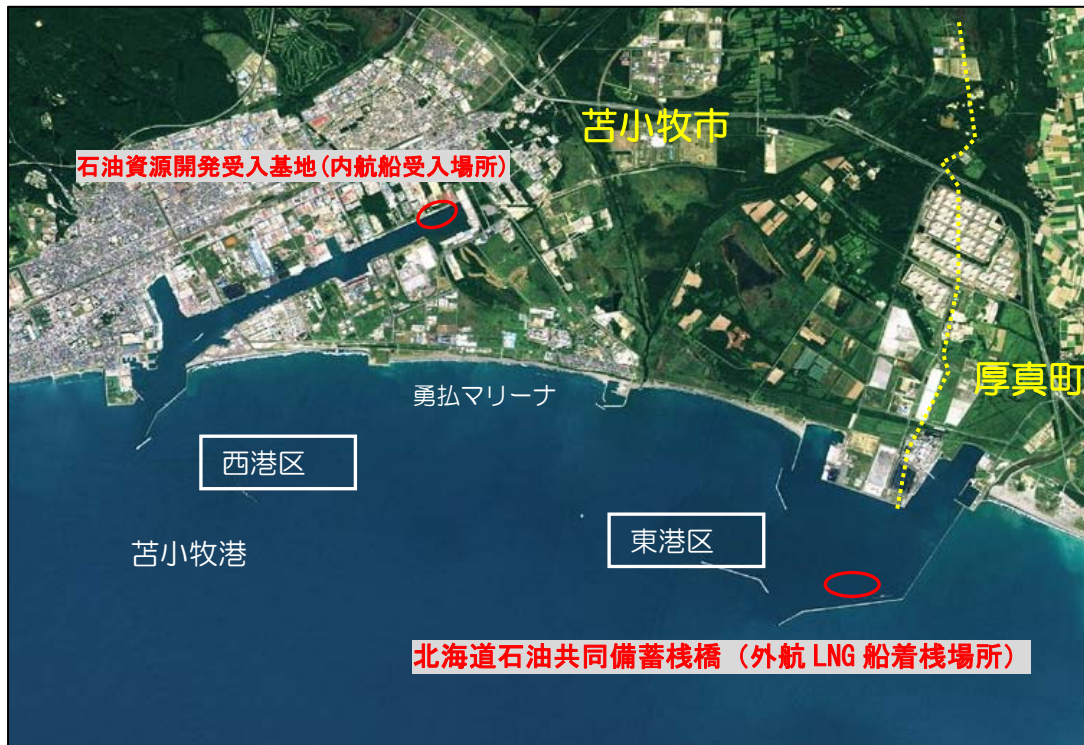 苫小牧市
石油資源開発受入基地(内航船受入場所)
厚真町
勇払マリーナ
西港区
東港区
苫小牧港
北海道石油共同備蓄桟橋（外航 LNG 船着桟場所）